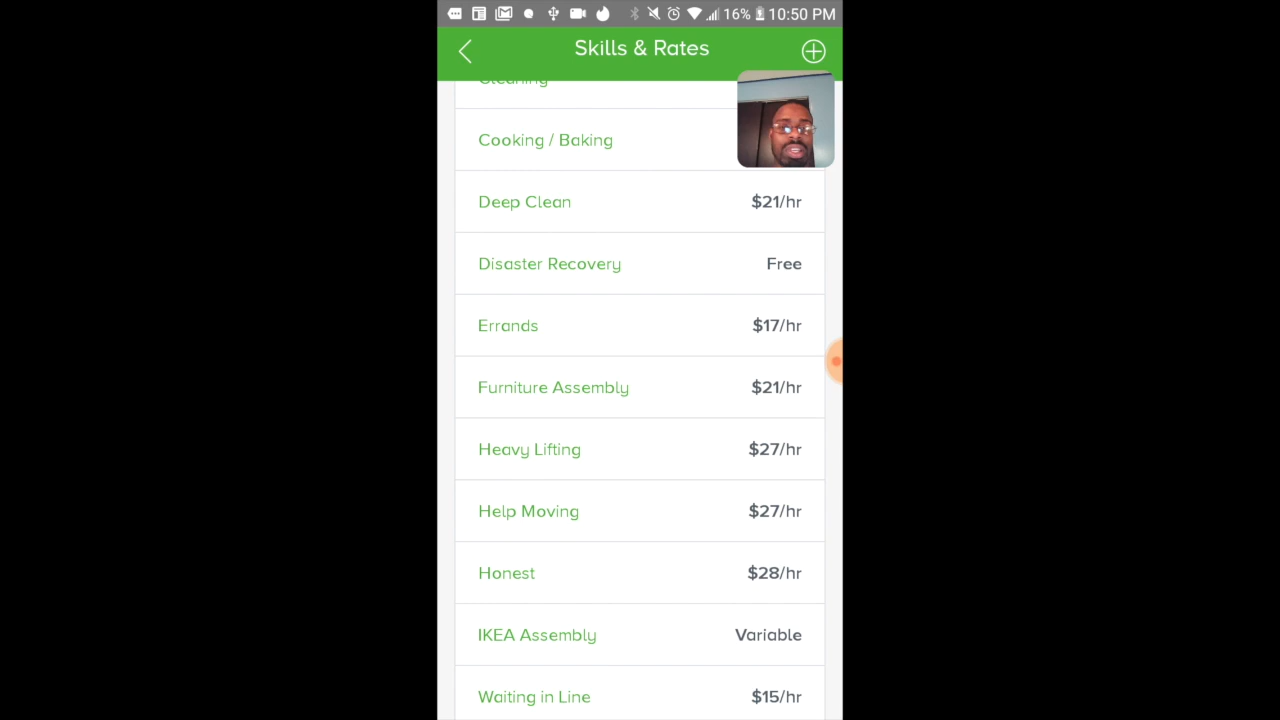 16% 10:50 PM
Skills & Rates
Cleaning
Cooking / Baking
Deep Clean $21/hr
Disaster Recovery Free
Errands $17/hr
Furniture Assembly $21/hr
Heavy Lifting $27/hr
Help Moving $27/hr
Honest $28/hr
IKEA Assembly Variable
Waiting in Line $15/hr